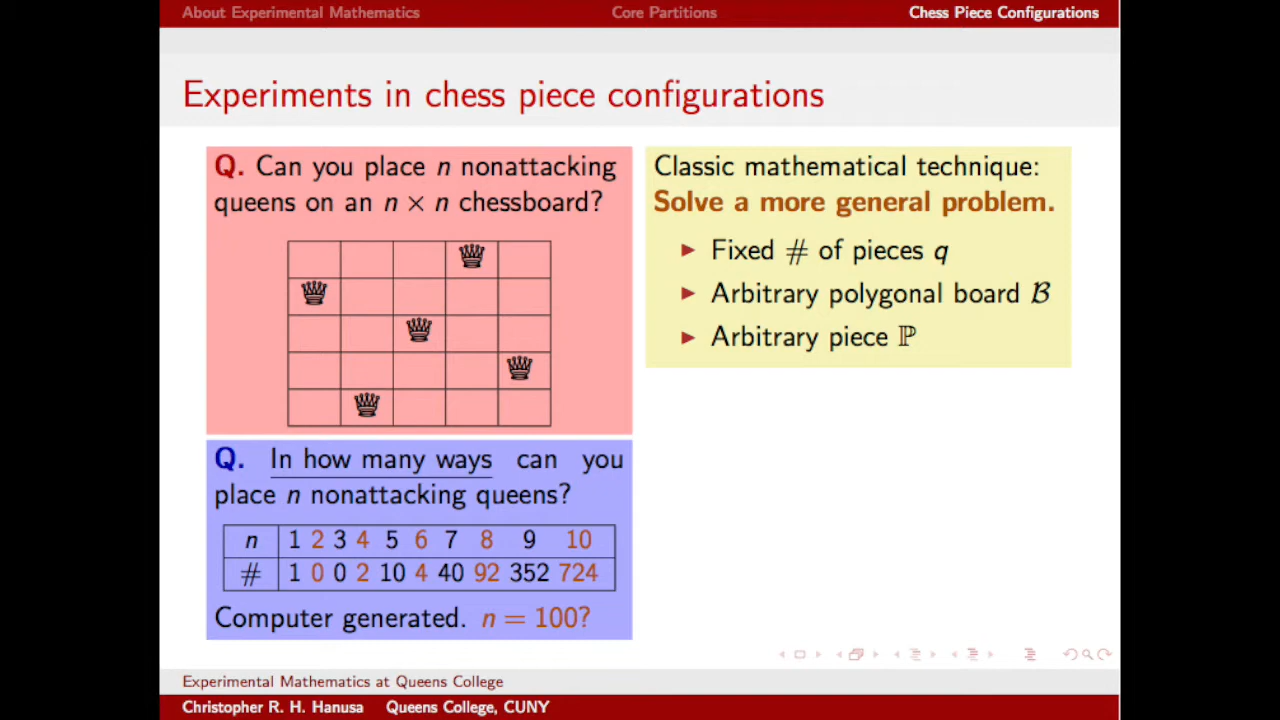 About Experimental Mathematics Core Partitions Chess Piece Configurations
Experiments in chess piece configurations
Q. Can you place n nonattacking
queens on an n × n chessboard?
Q. In how many ways can you
place n nonattacking queens?
n 1 2 3 4 5 6 7 8 9 10
# 1 0 0 2 10 4 40 92 352 724
Computer generated. n = 100?
Classic mathematical technique:
Solve a more general problem.
Fixed # of pieces q
Arbitrary polygonal board ℬ
Arbitrary piece ℙ
Experimental Mathematics at Queens College
Christopher R. H. Hanusa Queens College, CUNY